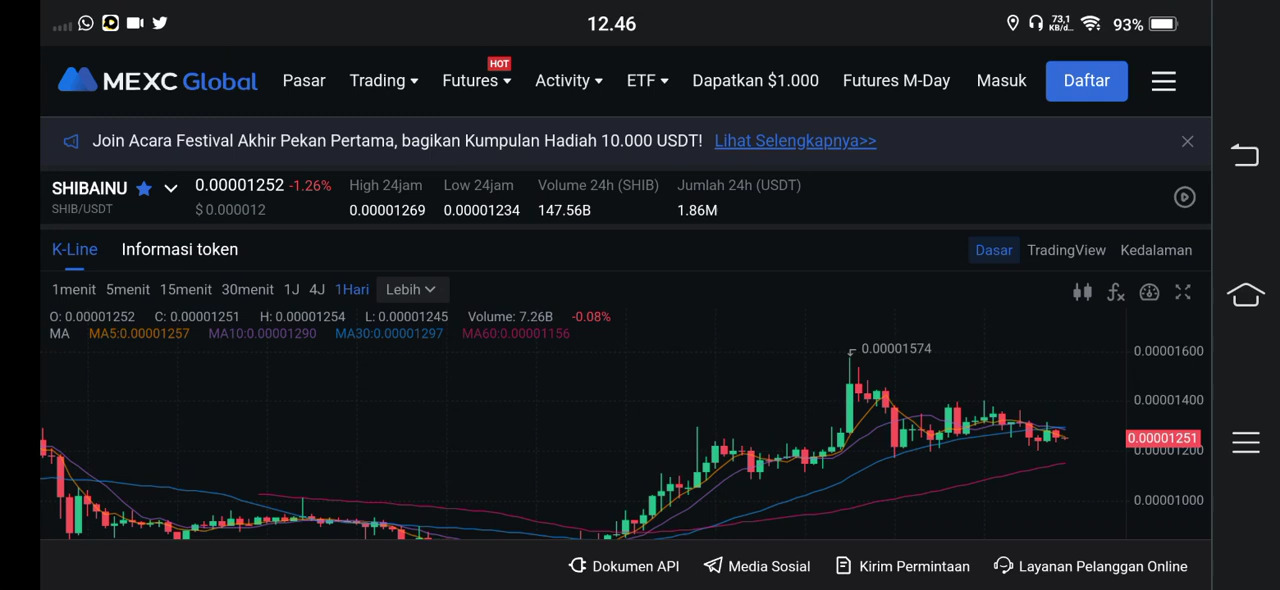 12.46
73,1 KB/d... 93%
MEXC Global Pasar Trading Futures HOT Activity ETF Dapatkan $1.000 Futures M-Day Masuk Daftar
Join Acara Festival Akhir Pekan Pertama, bagikan Kumpulan Hadiah 10.000 USDT! Lihat Selengkapnya>>
SHIBAINU 0.00001252 -1.26% High 24jam Low 24jam Volume 24h (SHIB) Jumlah 24h (USDT)
SHIB/USDT $ 0.000012 0.00001269 0.00001234 147.56B 1.86M
K-Line Informasi token Dasar TradingView Kedalaman
1menit 5menit 15menit 30menit 1J 4J 1Hari Lebih
O: 0.00001252 C: 0.00001251 H: 0.00001254 L: 0.00001245 Volume: 7.26B -0.08%
MA MA5:0.00001257 MA10:0.00001290 MA30:0.00001297 MA60:0.00001156
0.00001574
0.00001600
0.00001400
0.00001251
0.00001200
0.00001000
Dokumen API Media Sosial Kirim Permintaan Layanan Pelanggan Online